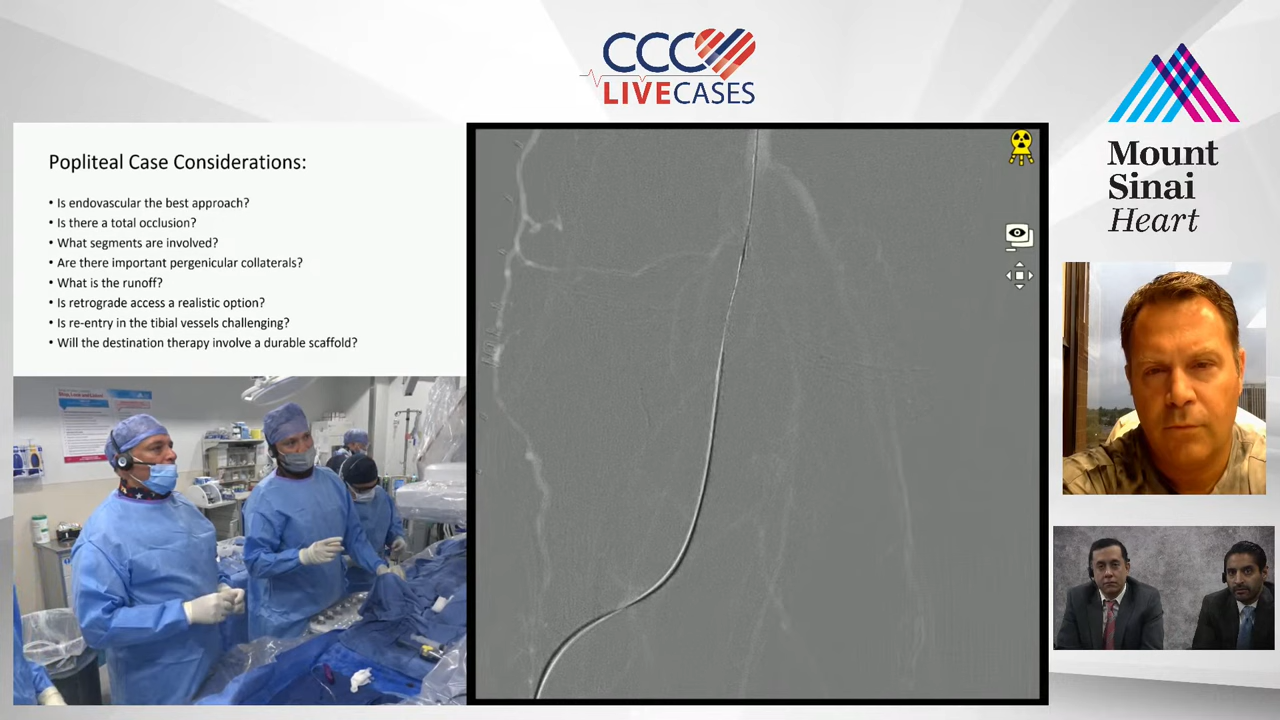 CCC
LIVECASES
Mount
Sinai
Heart
Popliteal Case Considerations:
• Is endovascular the best approach?
• Is there a total occlusion?
• What segments are involved?
• Are there important pergenicular collaterals?
• What is the runoff?
• Is retrograde access a realistic option?
• Is re-entry in the tibial vessels challenging?
• Will the destination therapy involve a durable scaffold?